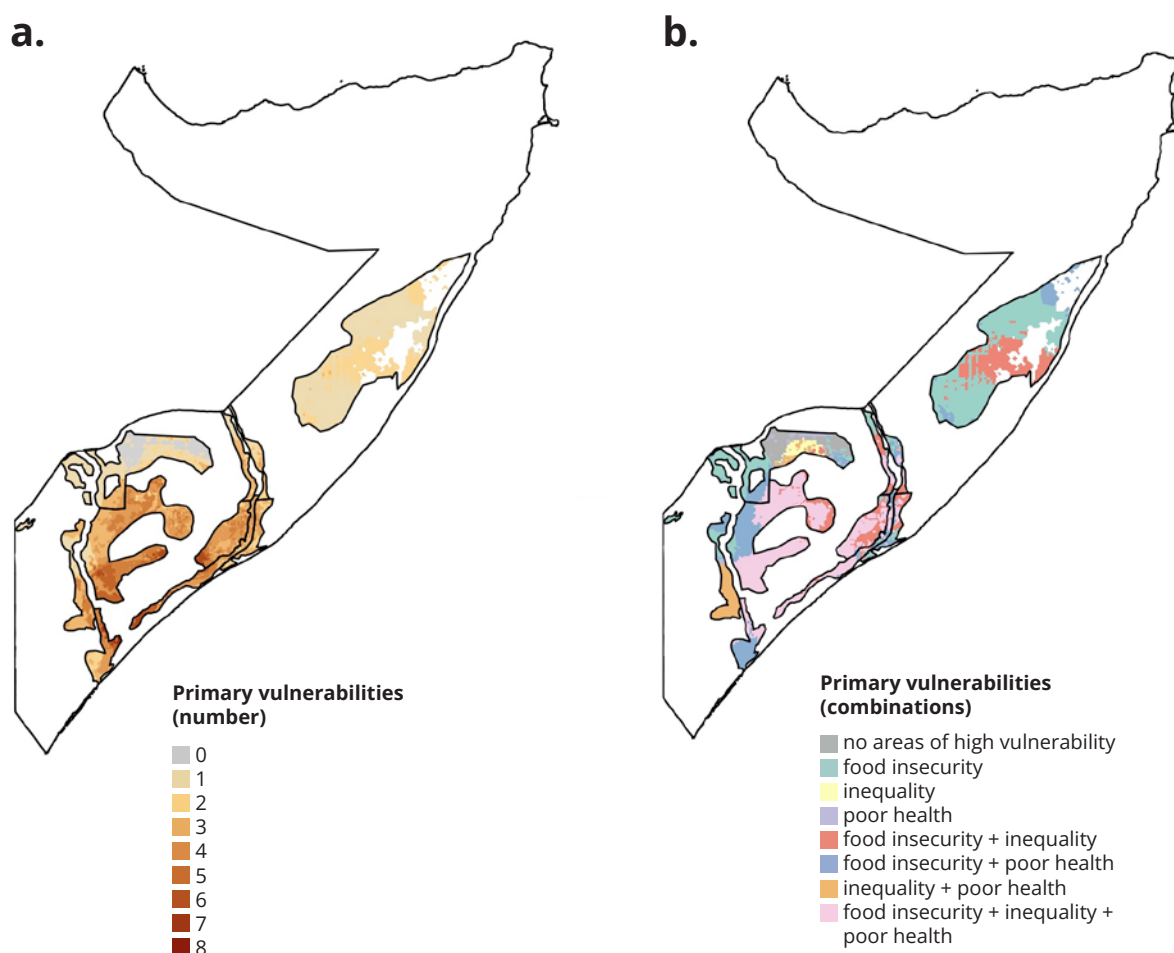 a.
Primary vulnerabilities
(number)
0
1
2
3
4
5
6
7
8
b.
Primary vulnerabilities
(combinations)
no areas of high vulnerability
food insecurity
inequality
poor health
food insecurity + inequality
food insecurity + poor health
inequality + poor health
food insecurity + inequality +
poor health